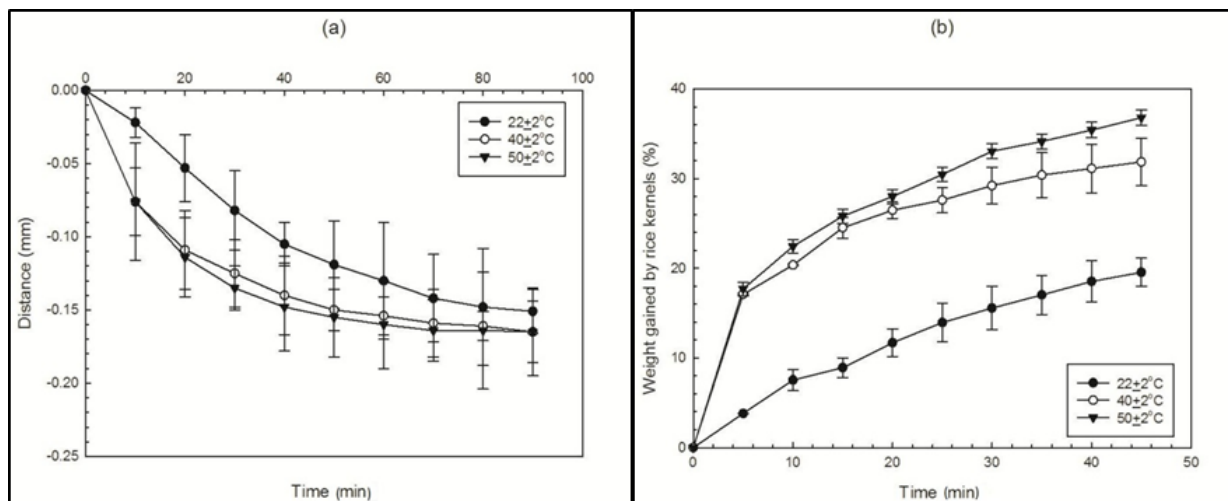 (a)
0 20 40 60 80 100
0.00
-0.05
-0.10
-0.15
-0.20
-0.25
Distance (mm)
22±2°C
40±2°C
50±2°C
Time (min)
(b)
40
30
20
10
0
Weight gained by rice kernels (%)
22±2°C
40±2°C
50±2°C
0 10 20 30 40 50
Time (min)